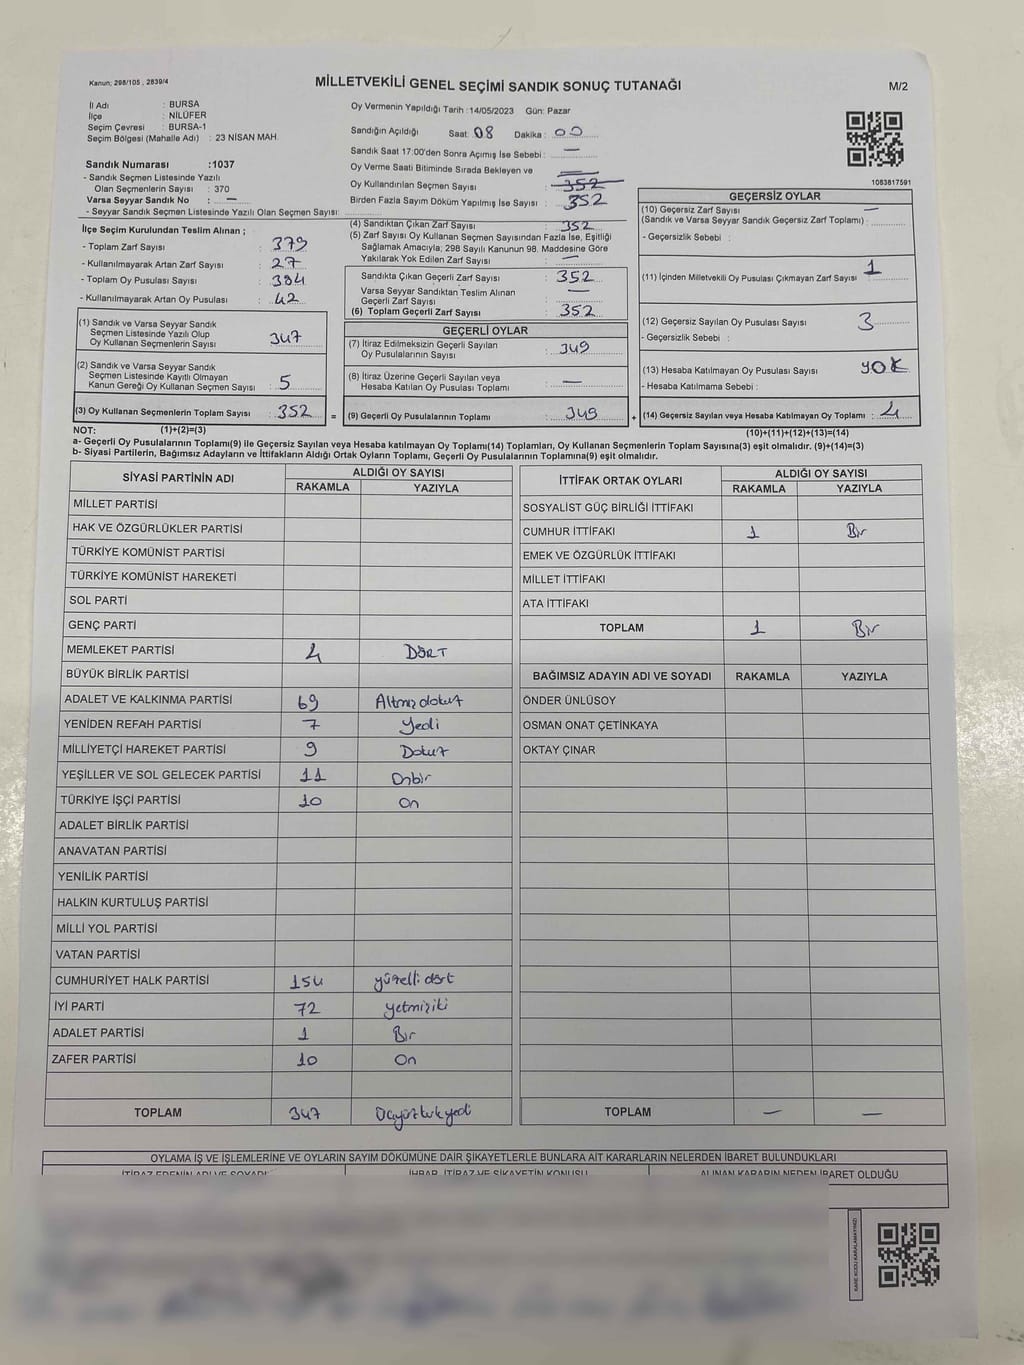 Kanun; 298/105 , 2839/4
MİLLETVEKİLİ GENEL SEÇİMİ SANDIK SONUÇ TUTANAĞI
M/2
İl Adı : BURSA
İlçe : NİLÜFER
Seçim Çevresi : BURSA-1
Seçim Bölgesi (Mahalle Adı) : 23 NİSAN MAH.
Sandık Numarası :1037
- Sandık Seçmen Listesinde Yazılı
Olan Seçmenlerin Sayısı : 370
Varsa Seyyar Sandık No : —
- Seyyar Sandık Seçmen Listesinde Yazılı Olan Seçmen Sayısı:
İlçe Seçim Kurulundan Teslim Alınan ;
- Toplam Zarf Sayısı : 379
- Kullanılmayarak Artan Zarf Sayısı : 27
- Toplam Oy Pusulası Sayısı : 394
- Kullanılmayarak Artan Oy Pusulası : 42
(1) Sandık ve Varsa Seyyar Sandık
Seçmen Listesinde Yazılı Olup
Oy Kullanan Seçmenlerin Sayısı : 347
(2) Sandık ve Varsa Seyyar Sandık
Seçmen Listesinde Kayıtlı Olmayan
Kanun Gereği Oy Kullanan Seçmen Sayısı : 5
(3) Oy Kullanan Seçmenlerin Toplam Sayısı : 352
Oy Vermenin Yapıldığı Tarih :14/05/2023 Gün: Pazar
Sandığın Açıldığı Saat: 08 Dakika : 00
Sandık Saat 17:00'den Sonra Açımış İse Sebebi : —
Oy Verme Saati Bitiminde Sırada Bekleyen ve
Oy Kullandırılan Seçmen Sayısı : 352
Birden Fazla Sayım Döküm Yapılmış İse Sayısı : 352
(4) Sandıktan Çıkan Zarf Sayısı : 352
(5) Zarf Sayısı Oy Kullanan Seçmen Sayısından Fazla İse, Eşitliği
Sağlamak Amacıyla; 298 Sayılı Kanunun 98. Maddesine Göre
Yakılarak Yok Edilen Zarf Sayısı : —
Sandıkta Çıkan Geçerli Zarf Sayısı : 352
Varsa Seyyar Sandıktan Teslim Alınan
Geçerli Zarf Sayısı : —
(6) Toplam Geçerli Zarf Sayısı : 352
GEÇERLİ OYLAR
(7) İtiraz Edilmeksizin Geçerli Sayılan
Oy Pusulalarının Sayısı : 349
(8) İtiraz Üzerine Geçerli Sayılan veya
Hesaba Katılan Oy Pusulası Toplamı : —
= (9) Geçerli Oy Pusulalarının Toplamı : 349
1083817591
GEÇERSİZ OYLAR
(10) Geçersiz Zarf Sayısı : —
(Sandık ve Varsa Seyyar Sandık Geçersiz Zarf Toplamı)
- Geçersizlik Sebebi :
(11) İçinden Milletvekili Oy Pusulası Çıkmayan Zarf Sayısı : 1
(12) Geçersiz Sayılan Oy Pusulası Sayısı : 3
- Geçersizlik Sebebi :
(13) Hesaba Katılmayan Oy Pusulası Sayısı : YOK
- Hesaba Katılmama Sebebi :
+ (14) Geçersiz Sayılan veya Hesaba Katılmayan Oy Toplamı : 4
NOT: (1)+(2)=(3) (10)+(11)+(12)+(13)=(14)
a- Geçerli Oy Pusulalarının Toplamı(9) ile Geçersiz Sayılan veya Hesaba katılmayan Oy Toplamı(14) Toplamları, Oy Kullanan Seçmenlerin Toplam Sayısına(3) eşit olmalıdır. (9)+(14)=(3)
b- Siyasi Partilerin, Bağımsız Adayların ve İttifakların Aldığı Ortak Oyların Toplamı, Geçerli Oy Pusulalarının Toplamına(9) eşit olmalıdır.
SİYASİ PARTİNİN ADI ALDIĞI OY SAYISI
RAKAMLA YAZIYLA
MİLLET PARTİSİ
HAK VE ÖZGÜRLÜKLER PARTİSİ
TÜRKİYE KOMÜNİST PARTİSİ
TÜRKİYE KOMÜNİST HAREKETİ
SOL PARTİ
GENÇ PARTİ
MEMLEKET PARTİSİ 4 DÖRT
BÜYÜK BİRLİK PARTİSİ
ADALET VE KALKINMA PARTİSİ 69 Altmışdokuz
YENİDEN REFAH PARTİSİ 7 Yedi
MİLLİYETÇİ HAREKET PARTİSİ 9 Dokuz
YEŞİLLER VE SOL GELECEK PARTİSİ 11 Onbir
TÜRKİYE İŞÇİ PARTİSİ 10 On
ADALET BİRLİK PARTİSİ
ANAVATAN PARTİSİ
YENİLİK PARTİSİ
HALKIN KURTULUŞ PARTİSİ
MİLLİ YOL PARTİSİ
VATAN PARTİSİ
CUMHURİYET HALK PARTİSİ 154 yüzelli dört
İYİ PARTİ 72 yetmişiki
ADALET PARTİSİ 1 Bir
ZAFER PARTİSİ 10 On
TOPLAM 347
İTTİFAK ORTAK OYLARI ALDIĞI OY SAYISI
RAKAMLA YAZIYLA
SOSYALİST GÜÇ BİRLİĞİ İTTİFAKI
CUMHUR İTTİFAKI 1 Bir
EMEK VE ÖZGÜRLÜK İTTİFAKI
MİLLET İTTİFAKI
ATA İTTİFAKI
TOPLAM 1 Bir
BAĞIMSIZ ADAYIN ADI VE SOYADI RAKAMLA YAZIYLA
ÖNDER ÜNLÜSOY
OSMAN ONAT ÇETİNKAYA
OKTAY ÇINAR
TOPLAM — —
OYLAMA İŞ VE İŞLEMLERİNE VE OYLARIN SAYIM DÖKÜMÜNE DAİR ŞİKAYETLERLE BUNLARA AİT KARARLARIN NELERDEN İBARET BULUNDUKLARI
İTİRAZ EDENİN ADI VE SOYADI İHBAR, İTİRAZ VE ŞİKAYETİN KONUSU ALINAN KARARIN NEDEN İBARET OLDUĞU
KARE KODU KARALAMAYINIZ!